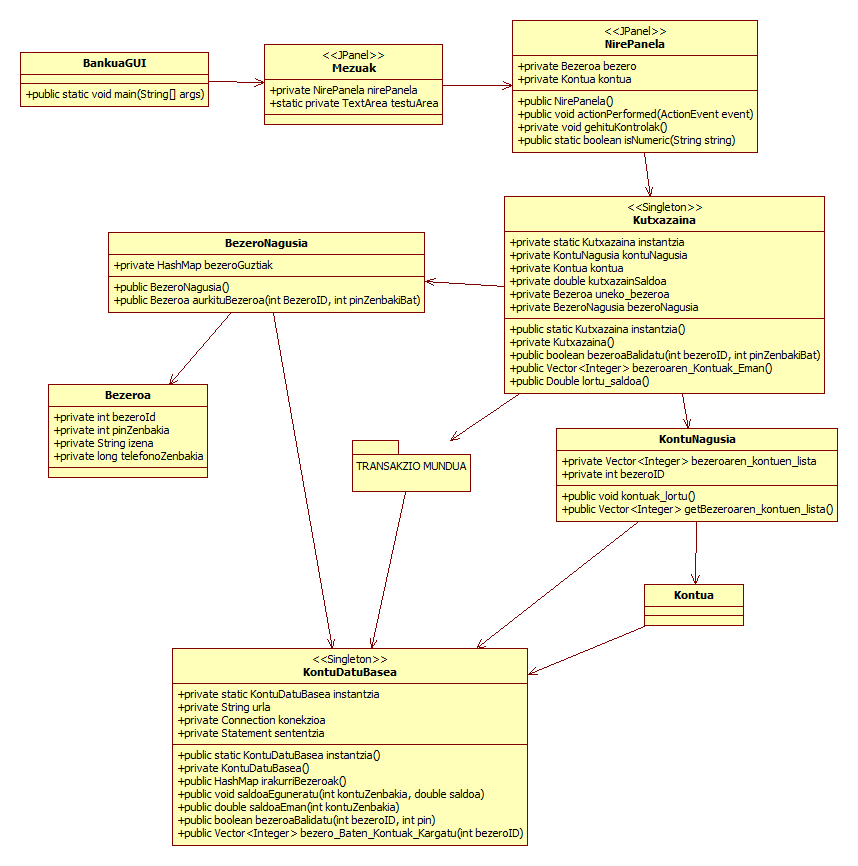 BankuaGUI
+public static void main(String[] args)
<<JPanel>>
Mezuak
+private NirePanela nirePanela
+static private TextArea testuArea
<<JPanel>>
NirePanela
+private Bezeroa bezero
+private Kontua kontua
+public NirePanela()
+public void actionPerformed(ActionEvent event)
+private void gehituKontrolak()
+public static boolean isNumeric(String string)
<<Singleton>>
Kutxazaina
+private static Kutxazaina instantzia
+private KontuNagusia kontuNagusia
+private Kontua kontua
+private double kutxazainSaldoa
+private Bezeroa uneko_bezeroa
+private BezeroNagusia bezeroNagusia
+public static Kutxazaina instantzia()
+private Kutxazaina()
+public boolean bezeroaBalidatu(int bezeroID, int pinZenbakiBat)
+public Vector<Integer> bezeroaren_Kontuak_Eman()
+public Double lortu_saldoa()
BezeroNagusia
+private HashMap bezeroGuztiak
+public BezeroNagusia()
+public Bezeroa aurkituBezeroa(int BezeroID, int pinZenbakiBat)
Bezeroa
+private int bezeroId
+private int pinZenbakia
+private String izena
+private long telefonoZenbakia
TRANSAKZIO MUNDUA
KontuNagusia
+private Vector<Integer> bezeroaren_kontuen_lista
+private int bezeroID
+public void kontuak_lortu()
+public Vector<Integer> getBezeroaren_kontuen_lista()
Kontua
<<Singleton>>
KontuDatuBasea
+private static KontuDatuBasea instantzia
+private String urla
+private Connection konekzioa
+private Statement sententzia
+public static KontuDatuBasea instantzia()
+private KontuDatuBasea()
+public HashMap irakurriBezeroak()
+public void saldoaEguneratu(int kontuZenbakia, double saldoa)
+public double saldoaEman(int kontuZenbakia)
+public boolean bezeroaBalidatu(int bezeroID, int pin)
+public Vector<Integer> bezero_Baten_Kontuak_Kargatu(int bezeroID)